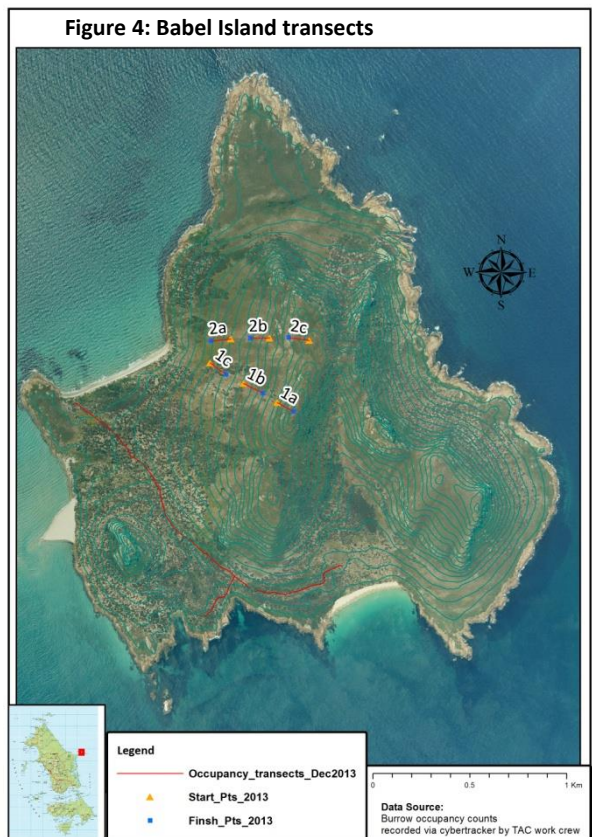 Figure 4: Babel Island transects
N
W E
S
2a 2b 2c
1c
1b
1a
Legend
Occupancy_transects_Dec2013
Start_Pts_2013
Finsh_Pts_2013
0 0.5 1 Km
Data Source:
Burrow occupancy counts
recorded via cybertracker by TAC work crew